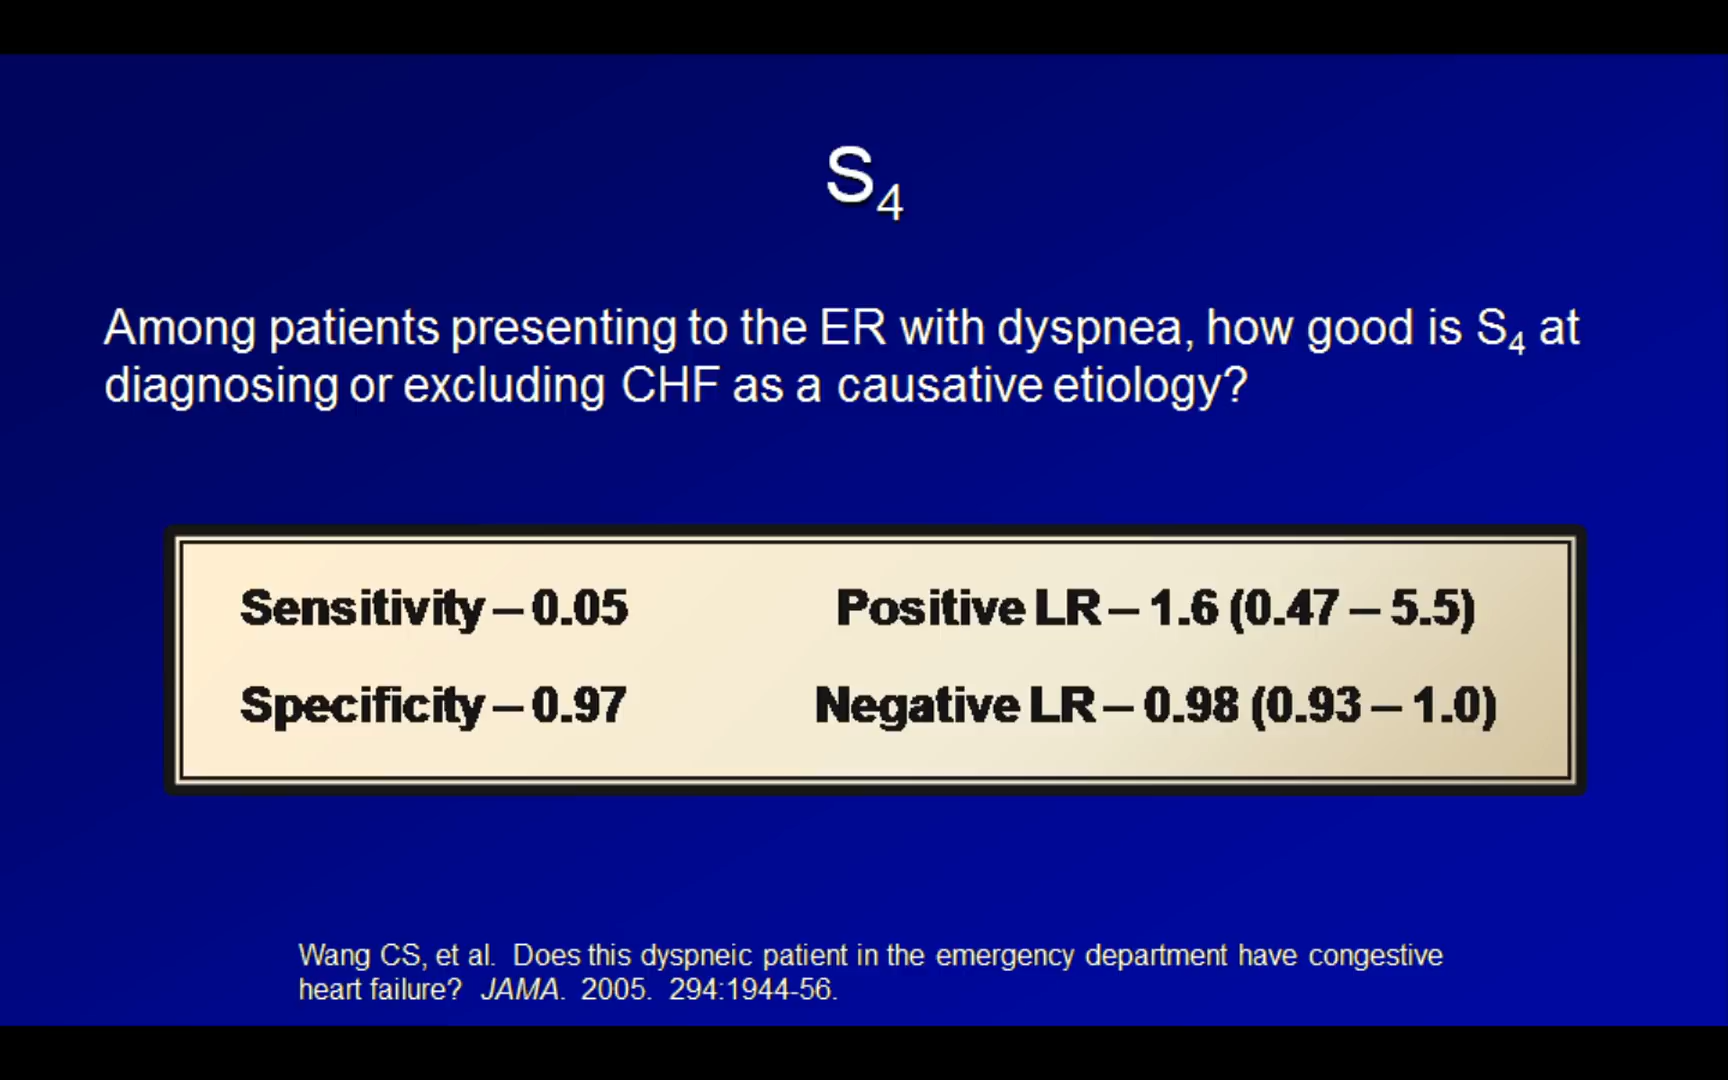 S₄
Among patients presenting to the ER with dyspnea, how good is S₄ at
diagnosing or excluding CHF as a causative etiology?
Sensitivity – 0.05
Positive LR – 1.6 (0.47 – 5.5)
Specificity – 0.97
Negative LR – 0.98 (0.93 – 1.0)
Wang CS, et al. Does this dyspneic patient in the emergency department have congestive
heart failure? JAMA. 2005. 294:1944-56.